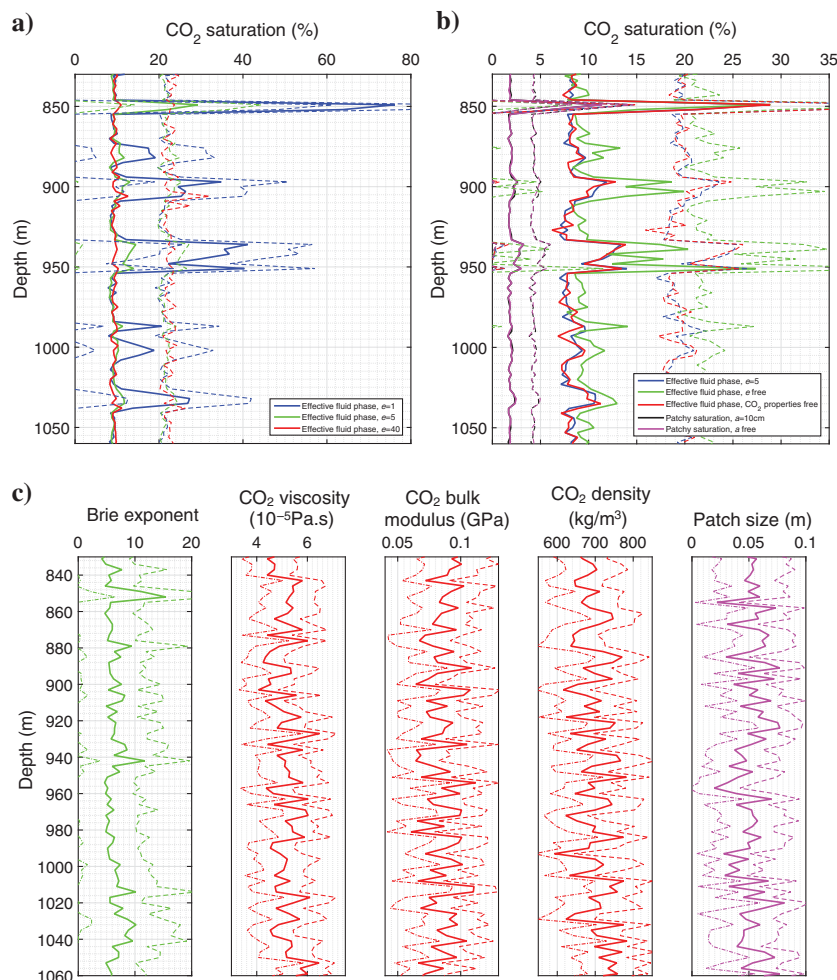 a)
CO2 saturation (%)
0 20 40 60 80
Depth (m)
850
900
950
1000
1050
Effective fluid phase, e=1
Effective fluid phase, e=5
Effective fluid phase, e=40
b)
CO2 saturation (%)
0 5 10 15 20 25 30 35
Depth (m)
850
900
950
1000
1050
Effective fluid phase, e=5
Effective fluid phase, e free
Effective fluid phase, CO2 properties free
Patchy saturation, a=10cm
Patchy saturation, a free
c)
Brie exponent
0 10 20
Depth (m)
840
860
880
900
920
940
960
980
1000
1020
1040
1060
CO2 viscosity
(10⁻⁵Pa.s)
4 6
CO2 bulk
modulus (GPa)
0.05 0.1
CO2 density
(kg/m³)
600 700 800
Patch size (m)
0 0.05 0.1